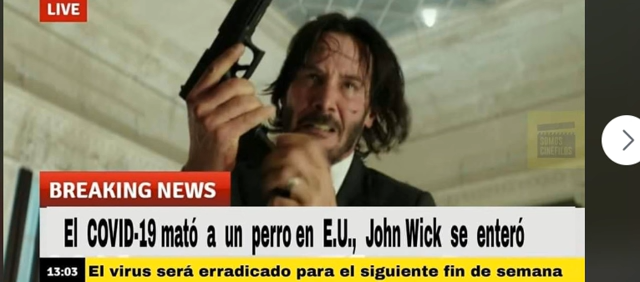 LIVE
BREAKING NEWS
El COVID-19 mató a un perro en E.U., John Wick se enteró
13:03 El virus será erradicado para el siguiente fin de semana